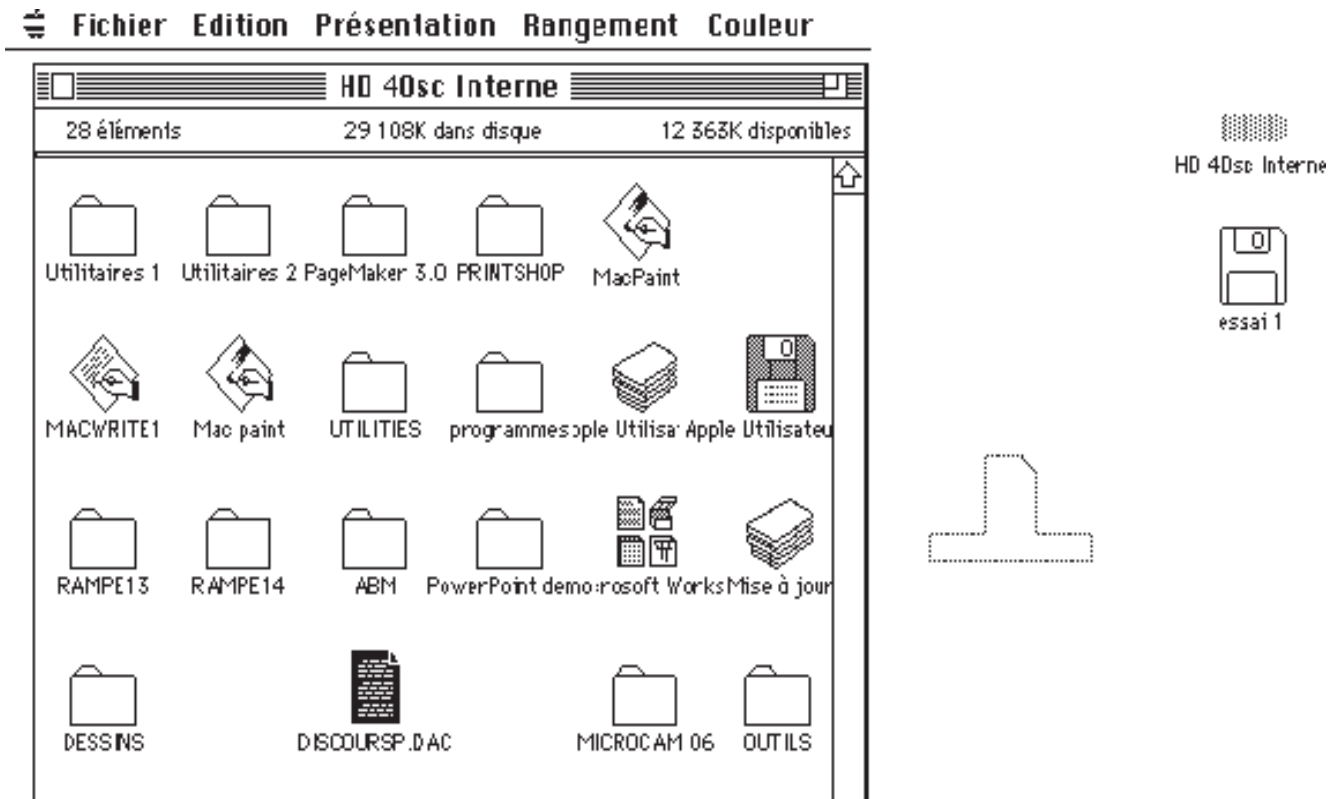 Fichier Edition Présentation Rangement Couleur
HD 40sc Interne
28 éléments 29 108K dans disque 12 363K disponibles
HD 40sc Interne
Utilitaires 1 Utilitaires 2 PageMaker 3.0 PRINTSHOP MacPaint
essai 1
MACWRITE1 Mac paint UTILITIES programmes ople Utilisa Apple Utilisateu
RAMPE13 RAMPE14 ABM PowerPoint demo rosoft Works Mise à jour
DESSINS DISCOURSP.DAC MICROCAM 06 OUTILS